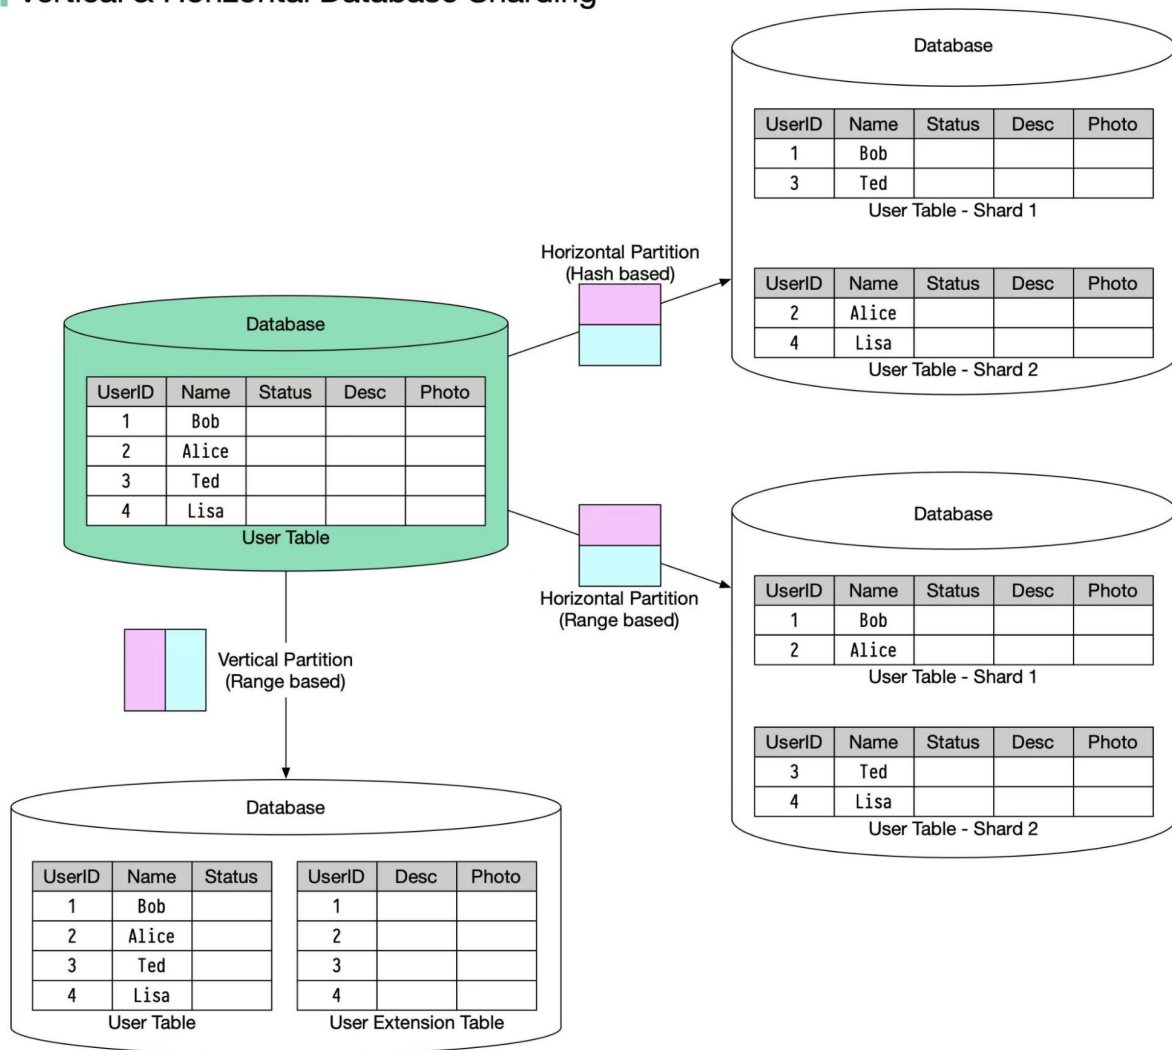 Vertical & Horizontal Database Sharding
Database
UserID Name Status Desc Photo
1 Bob
3 Ted
User Table - Shard 1
UserID Name Status Desc Photo
2 Alice
4 Lisa
User Table - Shard 2
Horizontal Partition
(Hash based)
Database
UserID Name Status Desc Photo
1 Bob
2 Alice
3 Ted
4 Lisa
User Table
Horizontal Partition
(Range based)
Database
UserID Name Status Desc Photo
1 Bob
2 Alice
User Table - Shard 1
UserID Name Status Desc Photo
3 Ted
4 Lisa
User Table - Shard 2
Vertical Partition
(Range based)
Database
UserID Name Status
1 Bob
2 Alice
3 Ted
4 Lisa
User Table
UserID Desc Photo
1
2
3
4
User Extension Table